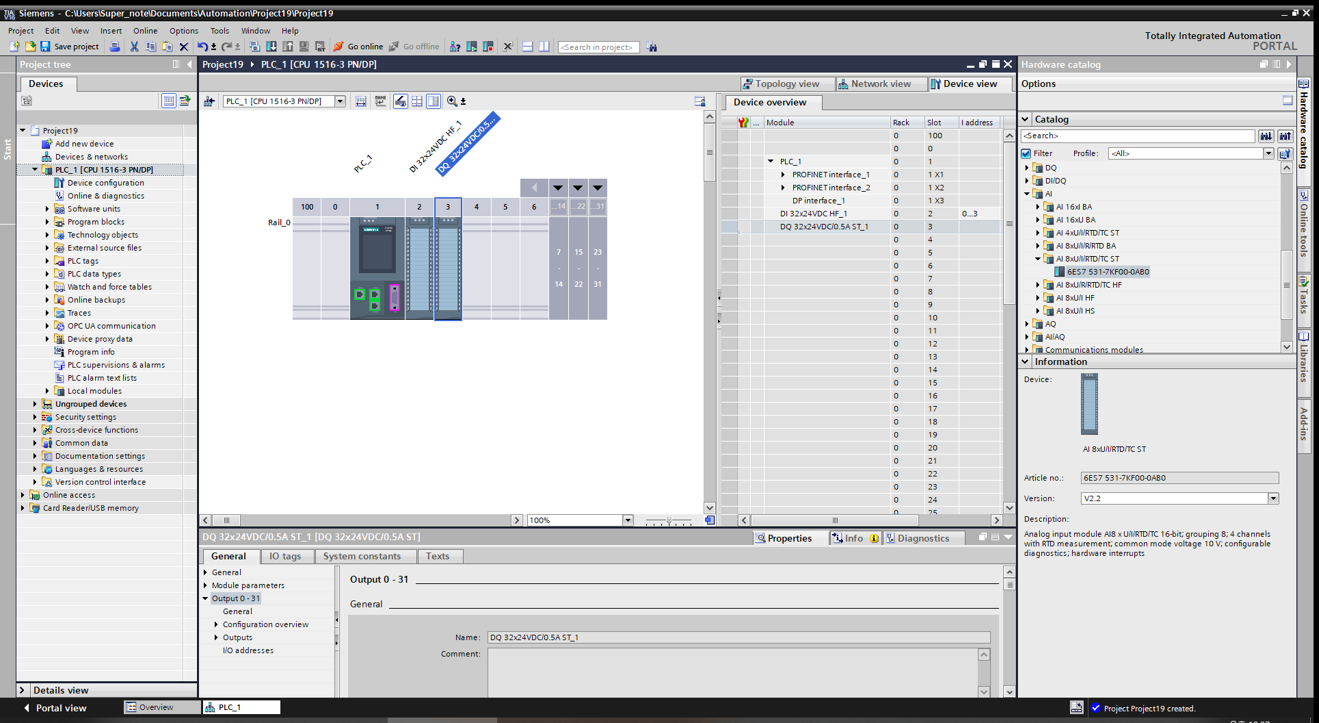 Siemens - C:\Users\Super_note\Documents\Automation\Project19\Project19
Project Edit View Insert Online Options Tools Window Help
Totally Integrated Automation
PORTAL
Save project
Go online
Go offline
<Search in project>
Project tree
Devices
Start
Project19
Add new device
Devices & networks
PLC_1 [CPU 1516-3 PN/DP]
Device configuration
Online & diagnostics
Software units
Program blocks
Technology objects
External source files
PLC tags
PLC data types
Watch and force tables
Online backups
Traces
OPC UA communication
Device proxy data
Program info
PLC supervisions & alarms
PLC alarm text lists
Local modules
Ungrouped devices
Security settings
Cross-device functions
Common data
Documentation settings
Languages & resources
Version control interface
Online access
Card Reader/USB memory
Details view
Project19 PLC_1 [CPU 1516-3 PN/DP]
Topology view Network view Device view
PLC_1 [CPU 1516-3 PN/DP]
PLC_1
DI 32x24VDC HF_1
DQ 32x24VDC/0.5...
100 0 1 2 3 4 5 6 ...14 ...22 ...31
Rail_0
SIEMENS
7 15 23
- - -
14 22 31
100%
Device overview
... Module Rack Slot I address
0 100
0 0
PLC_1 0 1
PROFINET interface_1 0 1 X1
PROFINET interface_2 0 1 X2
DP interface_1 0 1 X3
DI 32x24VDC HF_1 0 2 0...3
DQ 32x24VDC/0.5A ST_1 0 3
0 4
0 5
0 6
0 7
0 8
0 9
0 10
0 11
0 12
0 13
0 14
0 15
0 16
0 17
0 18
0 19
0 20
0 21
0 22
0 23
0 24
0 25
DQ 32x24VDC/0.5A ST_1 [DQ 32x24VDC/0.5A ST]
Properties Info Diagnostics
General IO tags System constants Texts
General
Module parameters
Output 0 - 31
General
Configuration overview
Outputs
I/O addresses
Output 0 - 31
General
Name: DQ 32x24VDC/0.5A ST_1
Comment:
Hardware catalog
Options
Catalog
<Search>
Filter Profile: <All>
DQ
DI/DQ
AI
AI 16xI BA
AI 16xU BA
AI 4xU/I/RTD/TC ST
AI 8xU/I/R/RTD BA
AI 8xU/I/RTD/TC ST
6ES7 531-7KF00-0AB0
AI 8xU/R/RTD/TC HF
AI 8xU/I HF
AI 8xU/I HS
AQ
AI/AQ
Communications modules
Information
Device:
AI 8xU/I/RTD/TC ST
Article no.: 6ES7 531-7KF00-0AB0
Version: V2.2
Description:
Analog input module AI8 x U/I/RTD/TC 16-bit; grouping 8; 4 channels
with RTD measurement; common mode voltage 10 V; configurable
diagnostics; hardware interrupts
Hardware catalog
Online tools
Tasks
Libraries
Add-ins
Portal view Overview PLC_1
Project Project19 created.